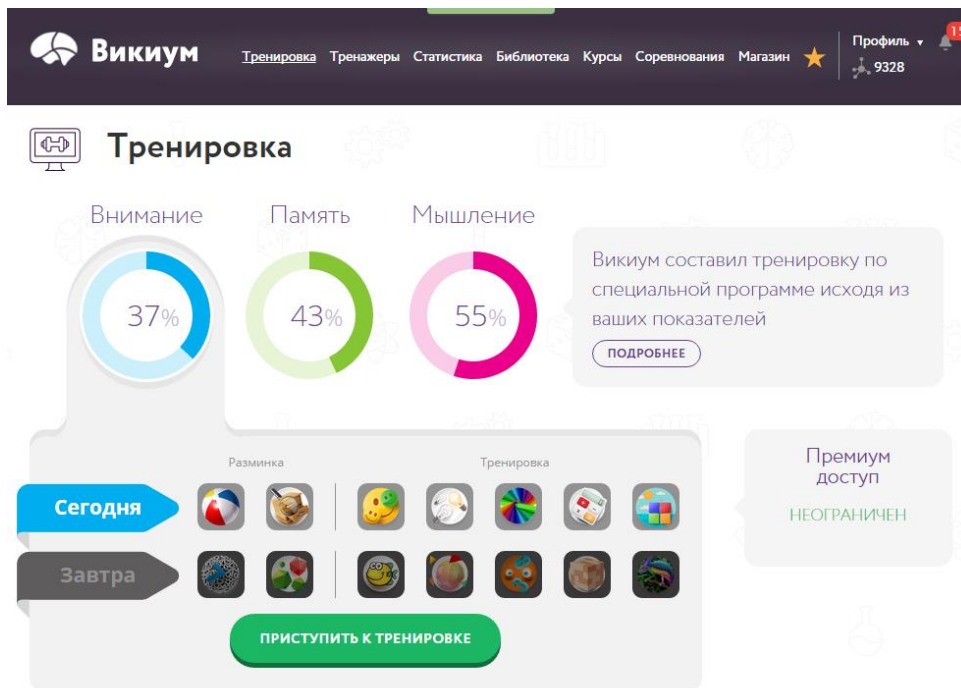 Викиум
Тренировка Тренажеры Статистика Библиотека Курсы Соревнования Магазин
Профиль
9328
15
Тренировка
Внимание Память Мышление
37% 43% 55%
Викиум составил тренировку по
специальной программе исходя из
ваших показателей
ПОДРОБНЕЕ
Разминка Тренировка
Сегодня
Завтра
ПРИСТУПИТЬ К ТРЕНИРОВКЕ
Премиум
доступ
НЕОГРАНИЧЕН